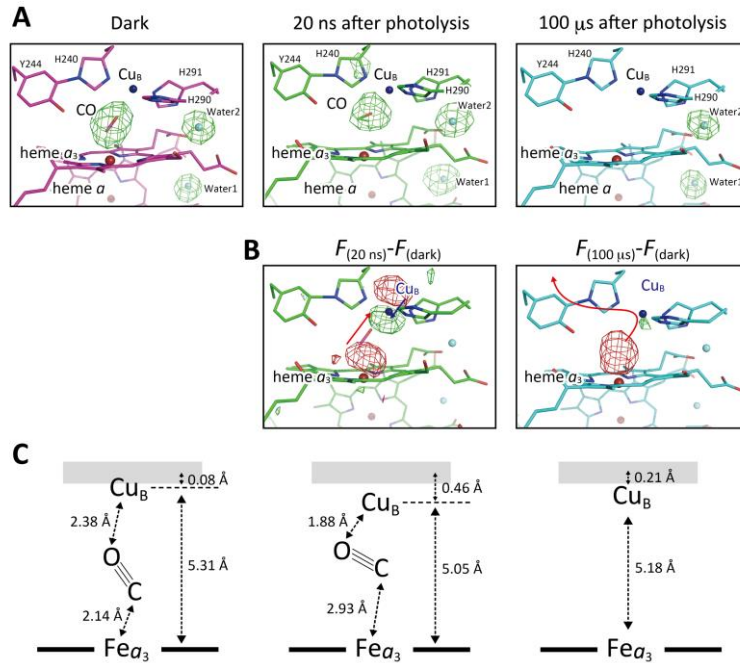 A
Dark
20 ns after photolysis
100 μs after photolysis
Y244
H240
CuB
H291
H290
CO
Water2
heme a3
heme a
Water1
Y244
H240
CuB
H291
H290
CO
Water2
heme a3
heme a
Water1
Y244
H240
CuB
H291
H290
Water2
heme a3
heme a
Water1
B
F(20 ns)-F(dark)
F(100 μs)-F(dark)
CuB
heme a3
CuB
heme a3
C
0.08 Å
CuB
2.38 Å
O
C
5.31 Å
2.14 Å
Fea3
0.46 Å
CuB
1.88 Å
O
C
5.05 Å
2.93 Å
Fea3
0.21 Å
CuB
5.18 Å
Fea3